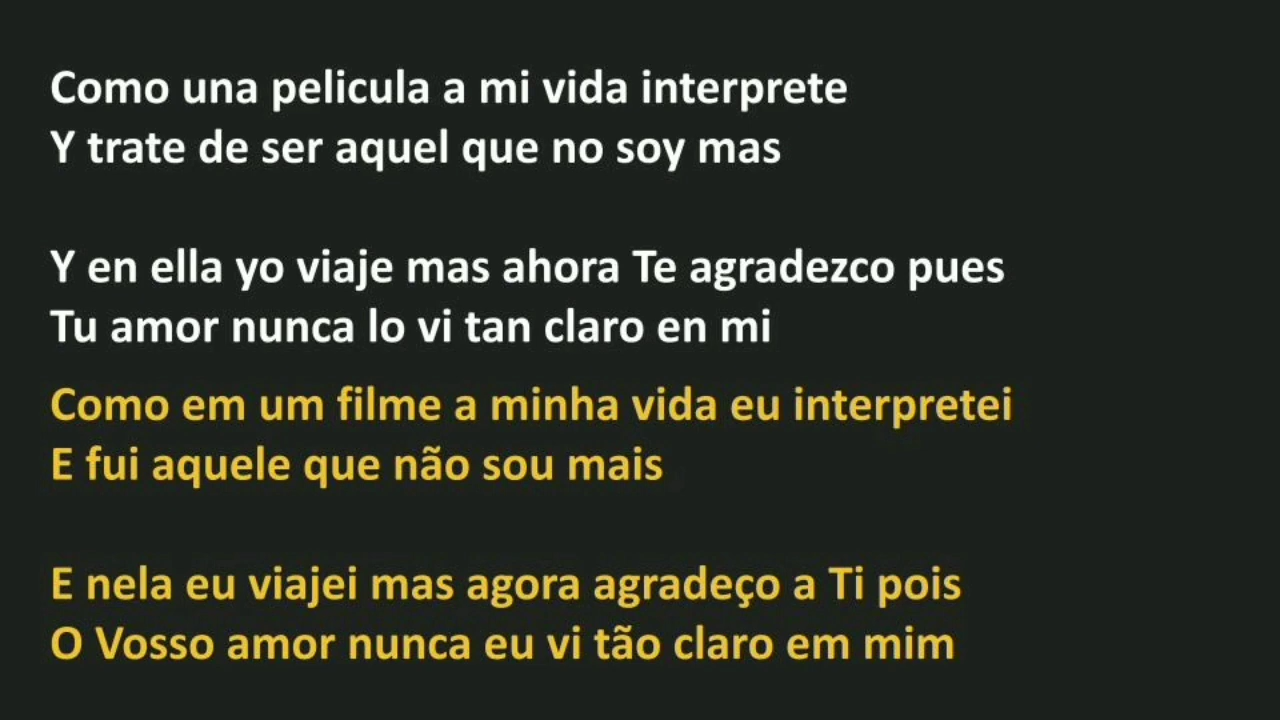 Como una pelicula a mi vida interprete
Y trate de ser aquel que no soy mas
Y en ella yo viaje mas ahora Te agradezco pues
Tu amor nunca lo vi tan claro en mi
Como em um filme a minha vida eu interpretei
E fui aquele que não sou mais
E nela eu viajei mas agora agradeço a Ti pois
O Vosso amor nunca eu vi tão claro em mim